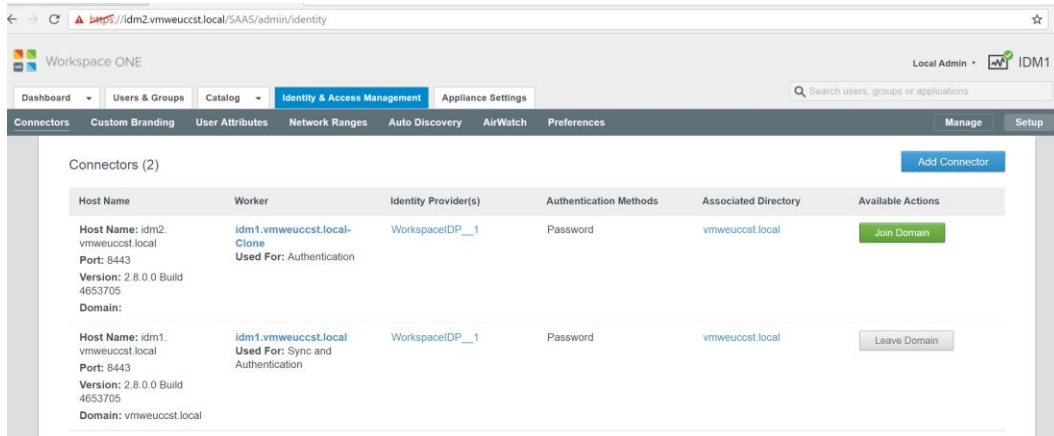 https://idm2.vmweuccst.local/SAAS/admin/identity
Workspace ONE
Local Admin
IDM1
Dashboard Users & Groups Catalog Identity & Access Management Appliance Settings
Search users, groups or applications
Connectors Custom Branding User Attributes Network Ranges Auto Discovery AirWatch Preferences Manage Setup
Connectors (2)
Add Connector
Host Name Worker Identity Provider(s) Authentication Methods Associated Directory Available Actions
Host Name: idm2.
vmweuccst.local
Port: 8443
Version: 2.8.0.0 Build
4653705
Domain:
idm1.vmweuccst.local-
Clone
Used For: Authentication
WorkspaceIDP__1
Password
vmweuccst.local
Join Domain
Host Name: idm1.
vmweuccst.local
Port: 8443
Version: 2.8.0.0 Build
4653705
Domain: vmweuccst.local
idm1.vmweuccst.local
Used For: Sync and
Authentication
WorkspaceIDP__1
Password
vmweuccst.local
Leave Domain